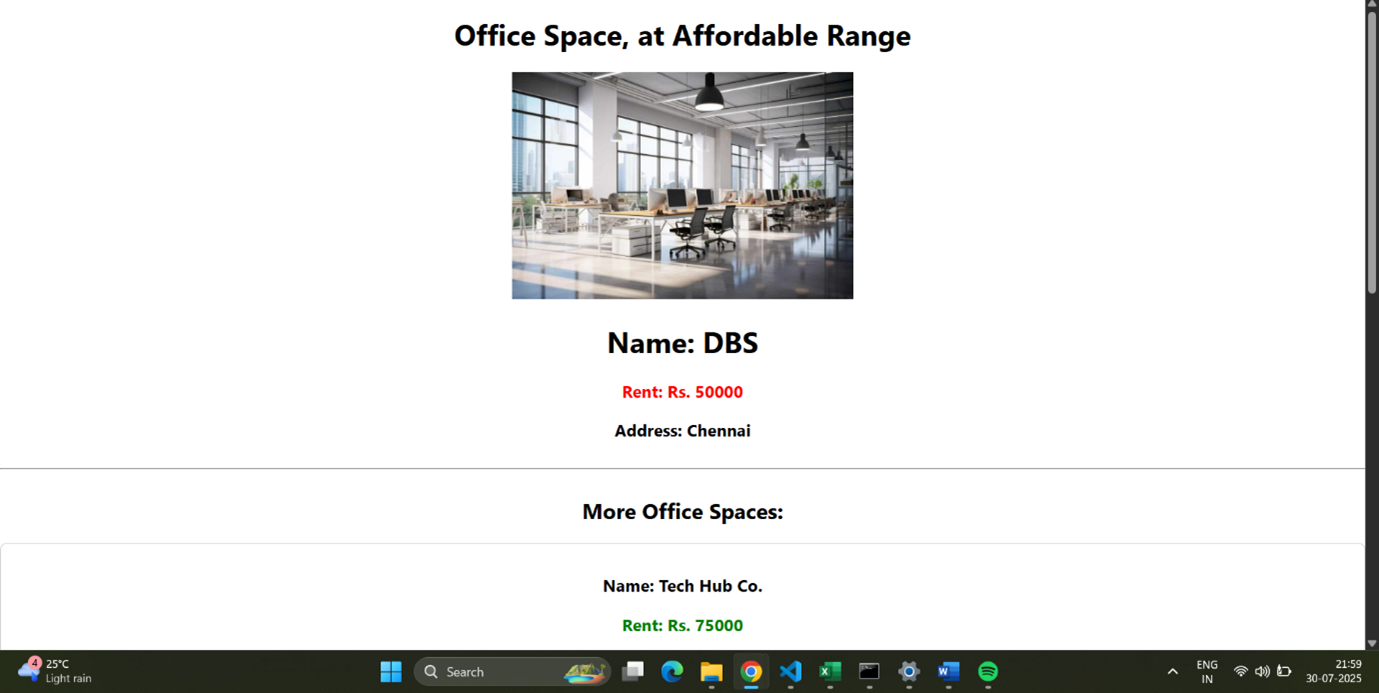 Office Space, at Affordable Range
Name: DBS
Rent: Rs. 50000
Address: Chennai
More Office Spaces:
Name: Tech Hub Co.
Rent: Rs. 75000
4
25°C
Light rain
Search
ENG
IN
21:59
30-07-2025